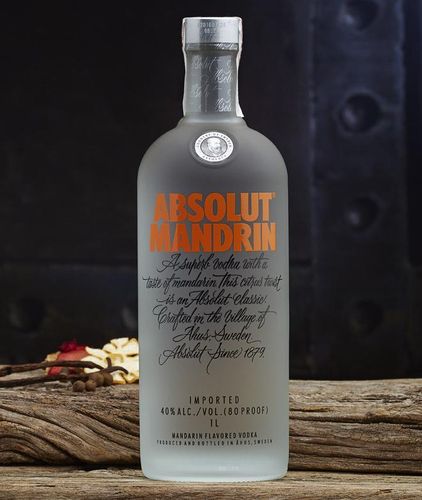 ABSOLUT
MANDRIN
A superb vodka with a
taste of mandarin. This citrus twist
is an Absolut classic.
Crafted in the village of
Åhus, Sweden.
Absolut Since 1879.
IMPORTED
40% ALC./VOL. (80 PROOF)
1L
MANDARIN FLAVORED VODKA
PRODUCED AND BOTTLED IN ÅHUS, SWEDEN